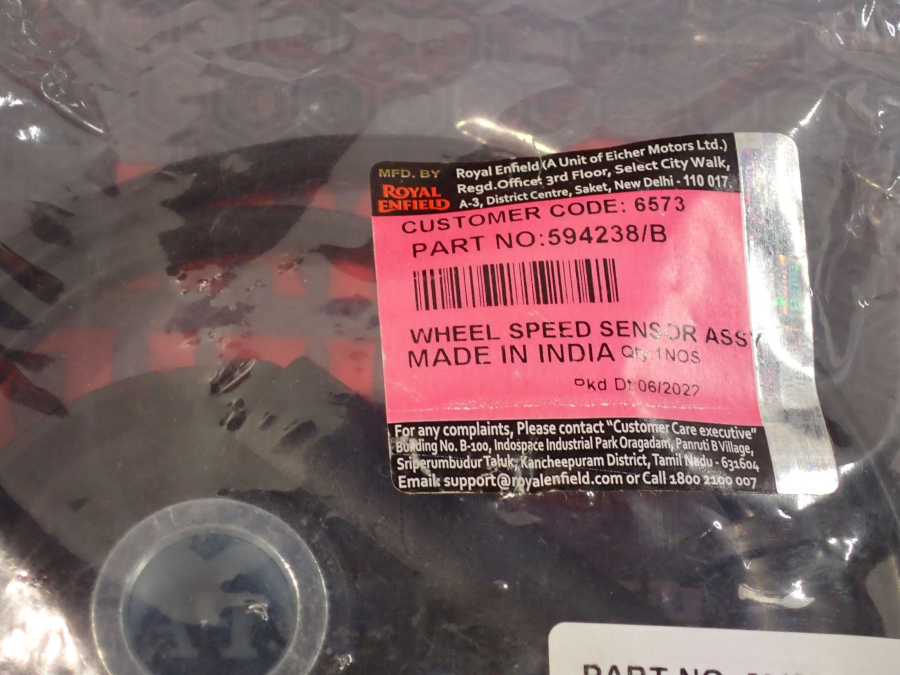 MFD. BY
ROYAL
ENFIELD
Royal Enfield (A Unit of Eicher Motors Ltd.)
Regd.Office: 3rd Floor, Select City Walk,
A-3, District Centre, Saket, New Delhi - 110 017.
CUSTOMER CODE: 6573
PART NO:594238/B
WHEEL SPEED SENSOR ASSY
MADE IN INDIA Qty:1NOS
Pkd Dt:06/2022
For any complaints, Please contact "Customer Care executive"
Building No. B-100, Indospace Industrial Park Oragadam, Panruti B Village,
Sriperumbudur Taluk, Kancheepuram District, Tamil Nadu - 631604
Email: support@royalenfield.com or Call 1800 2100 007
PART NO